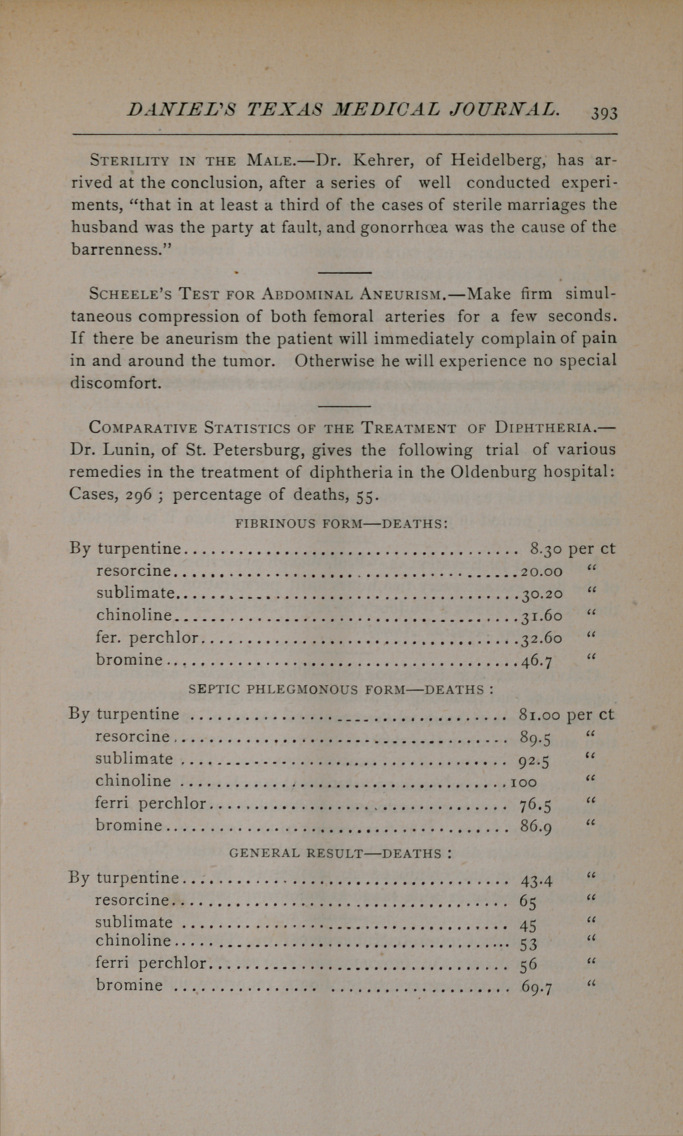 DANIEL'S TEXAS MEDICAL JOURNAL. 393
STERILITY IN THE MALE.—Dr. Kehrer, of Heidelberg, has ar-
rived at the conclusion, after a series of well conducted experi-
ments, “that in at least a third of the cases of sterile marriages the
husband was the party at fault, and gonorrhœa was the cause of the
barrenness.”
SCHEELE'S TEST FOR ABDOMINAL ANEURISM.—Make firm simul-
taneous compression of both femoral arteries for a few seconds.
If there be aneurism the patient will immediately complain of pain
in and around the tumor. Otherwise he will experience no special
discomfort.
COMPARATIVE STATISTICS OF THE TREATMENT OF DIPHTHERIA.—
Dr. Lunin, of St. Petersburg, gives the following trial of various
remedies in the treatment of diphtheria in the Oldenburg hospital:
Cases, 296 ; percentage of deaths, 55.
FIBRINOUS FORM—DEATHS:
By turpentine.................................... 8.30 per ct
resorcine.....................................20.00 “
sublimate.....................................30.20 “
chinoline.....................................31.60 “
fer. perchlor..................................32.60 “
bromine......................................46.7 “
SEPTIC PHLEGMONOUS FORM—DEATHS :
By turpentine .................................. 81.00 per ct
resorcine.................................... 89.5 “
sublimate ................................... 92.5 “
chinoline ...................................100 “
ferri perchlor................................ 76.5 “
bromine..................................... 86.9 “
GENERAL RESULT—DEATHS :
By turpentine................................... 43.4 “
resorcine.................................... 65 “
sublimate ................................... 45 “
chinoline.................................... 53 “
ferri perchlor................................ 56 “
bromine .................................... 69.7 “